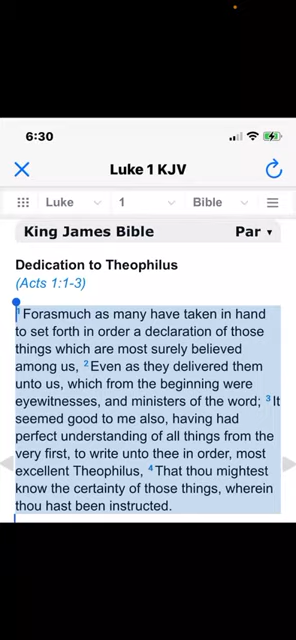 6:30
Luke 1 KJV
Luke 1 Bible
King James Bible Par
Dedication to Theophilus
(Acts 1:1-3)
1 Forasmuch as many have taken in hand
to set forth in order a declaration of those
things which are most surely believed
among us, 2 Even as they delivered them
unto us, which from the beginning were
eyewitnesses, and ministers of the word; 3 It
seemed good to me also, having had
perfect understanding of all things from the
very first, to write unto thee in order, most
excellent Theophilus, 4 That thou mightest
know the certainty of those things, wherein
thou hast been instructed.